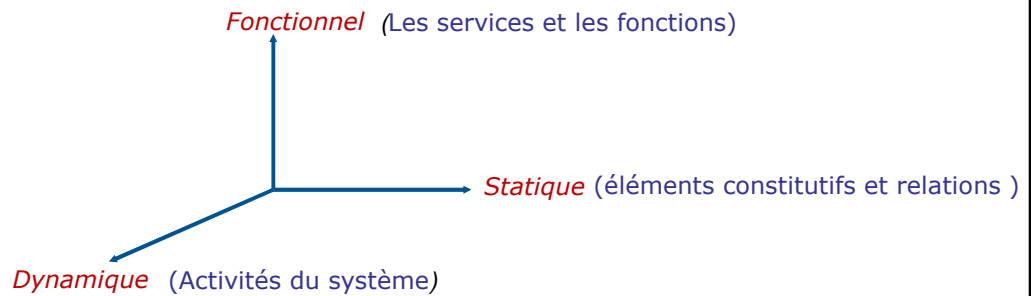 Fonctionnel (Les services et les fonctions)
Statique (éléments constitutifs et relations )
Dynamique (Activités du système)